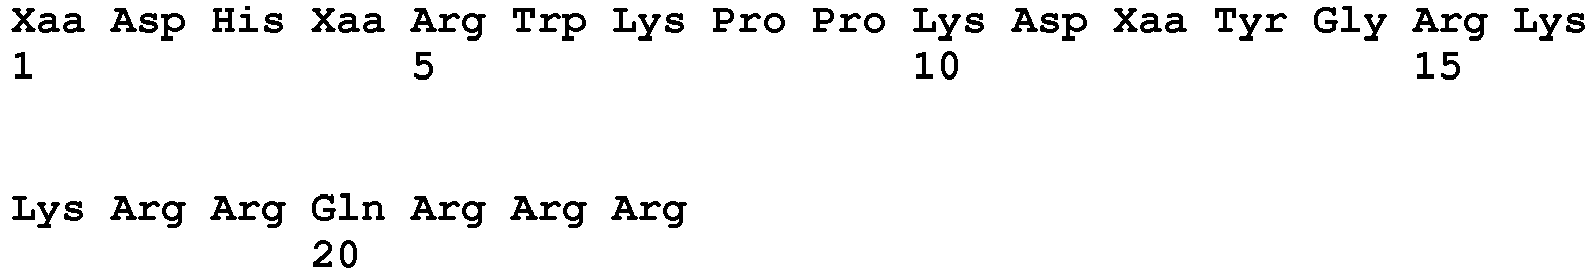 Xaa Asp His Xaa Arg Trp Lys Pro Pro Lys Asp Xaa Tyr Gly Arg Lys
1 5 10 15
Lys Arg Arg Gln Arg Arg Arg
20